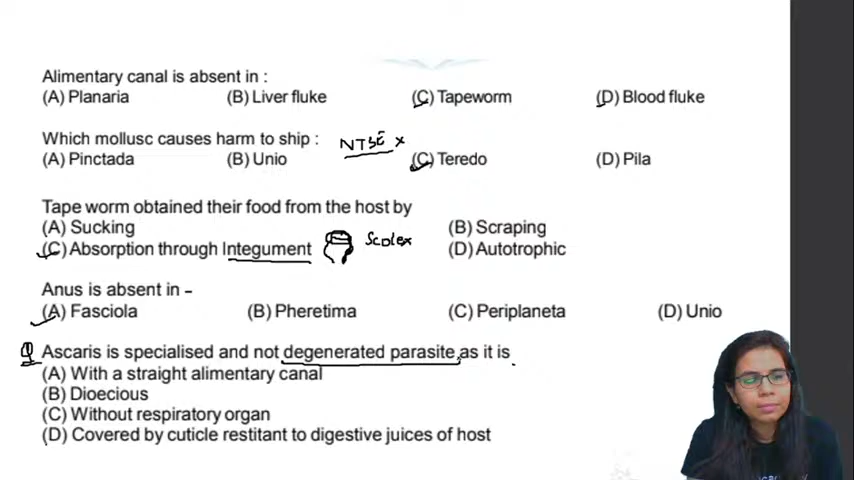 Alimentary canal is absent in :
(A) Planaria (B) Liver fluke (C) Tapeworm (D) Blood fluke
Which mollusc causes harm to ship : NTSE x
(A) Pinctada (B) Unio (C) Teredo (D) Pila
Tape worm obtained their food from the host by
(A) Sucking (B) Scraping
(C) Absorption through Integument Scolex (D) Autotrophic
Anus is absent in –
(A) Fasciola (B) Pheretima (C) Periplaneta (D) Unio
Q Ascaris is specialised and not degenerated parasite as it is
(A) With a straight alimentary canal
(B) Dioecious
(C) Without respiratory organ
(D) Covered by cuticle restitant to digestive juices of host